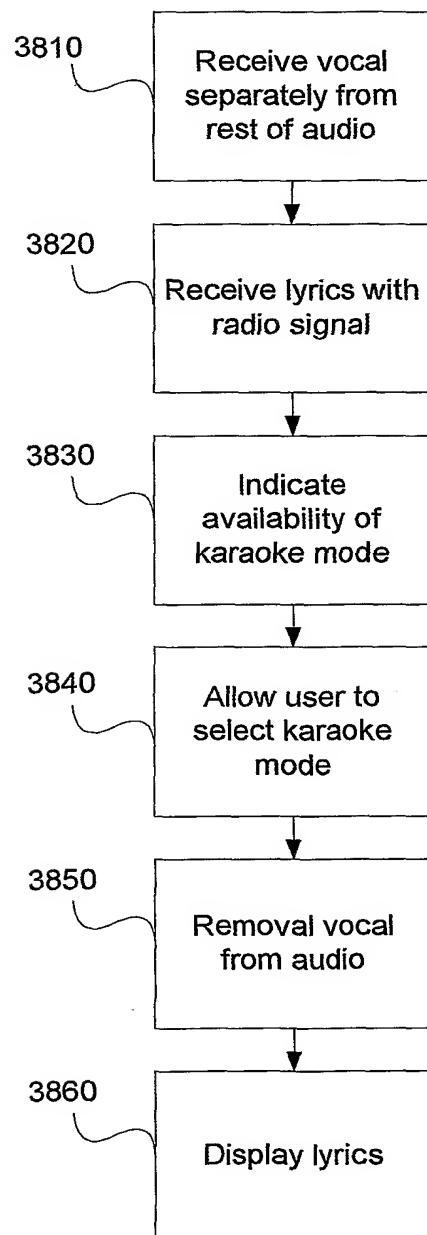 3810
Receive vocal
separately from
rest of audio
3820
Receive lyrics with
radio signal
3830
Indicate
availability of
karaoke mode
3840
Allow user to
select karaoke
mode
3850
Removal vocal
from audio
3860
Display lyrics